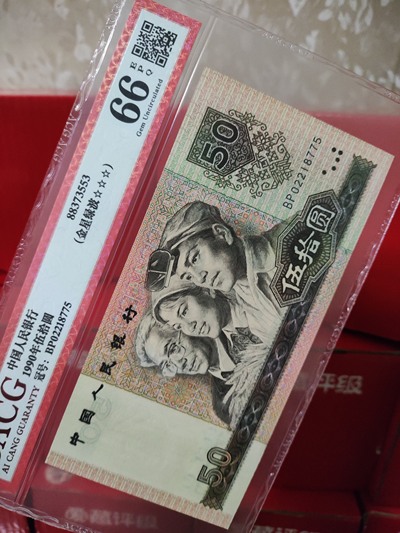 ACG
AI CANG GUARANTY
中国人民银行
1990年伍拾圆
冠号: BP02218775
88373553
(金星绿波☆☆☆)
66
E
P
Q
Gem Uncirculated
50
BP02218775
伍拾圆
中国人民银行
50
评级